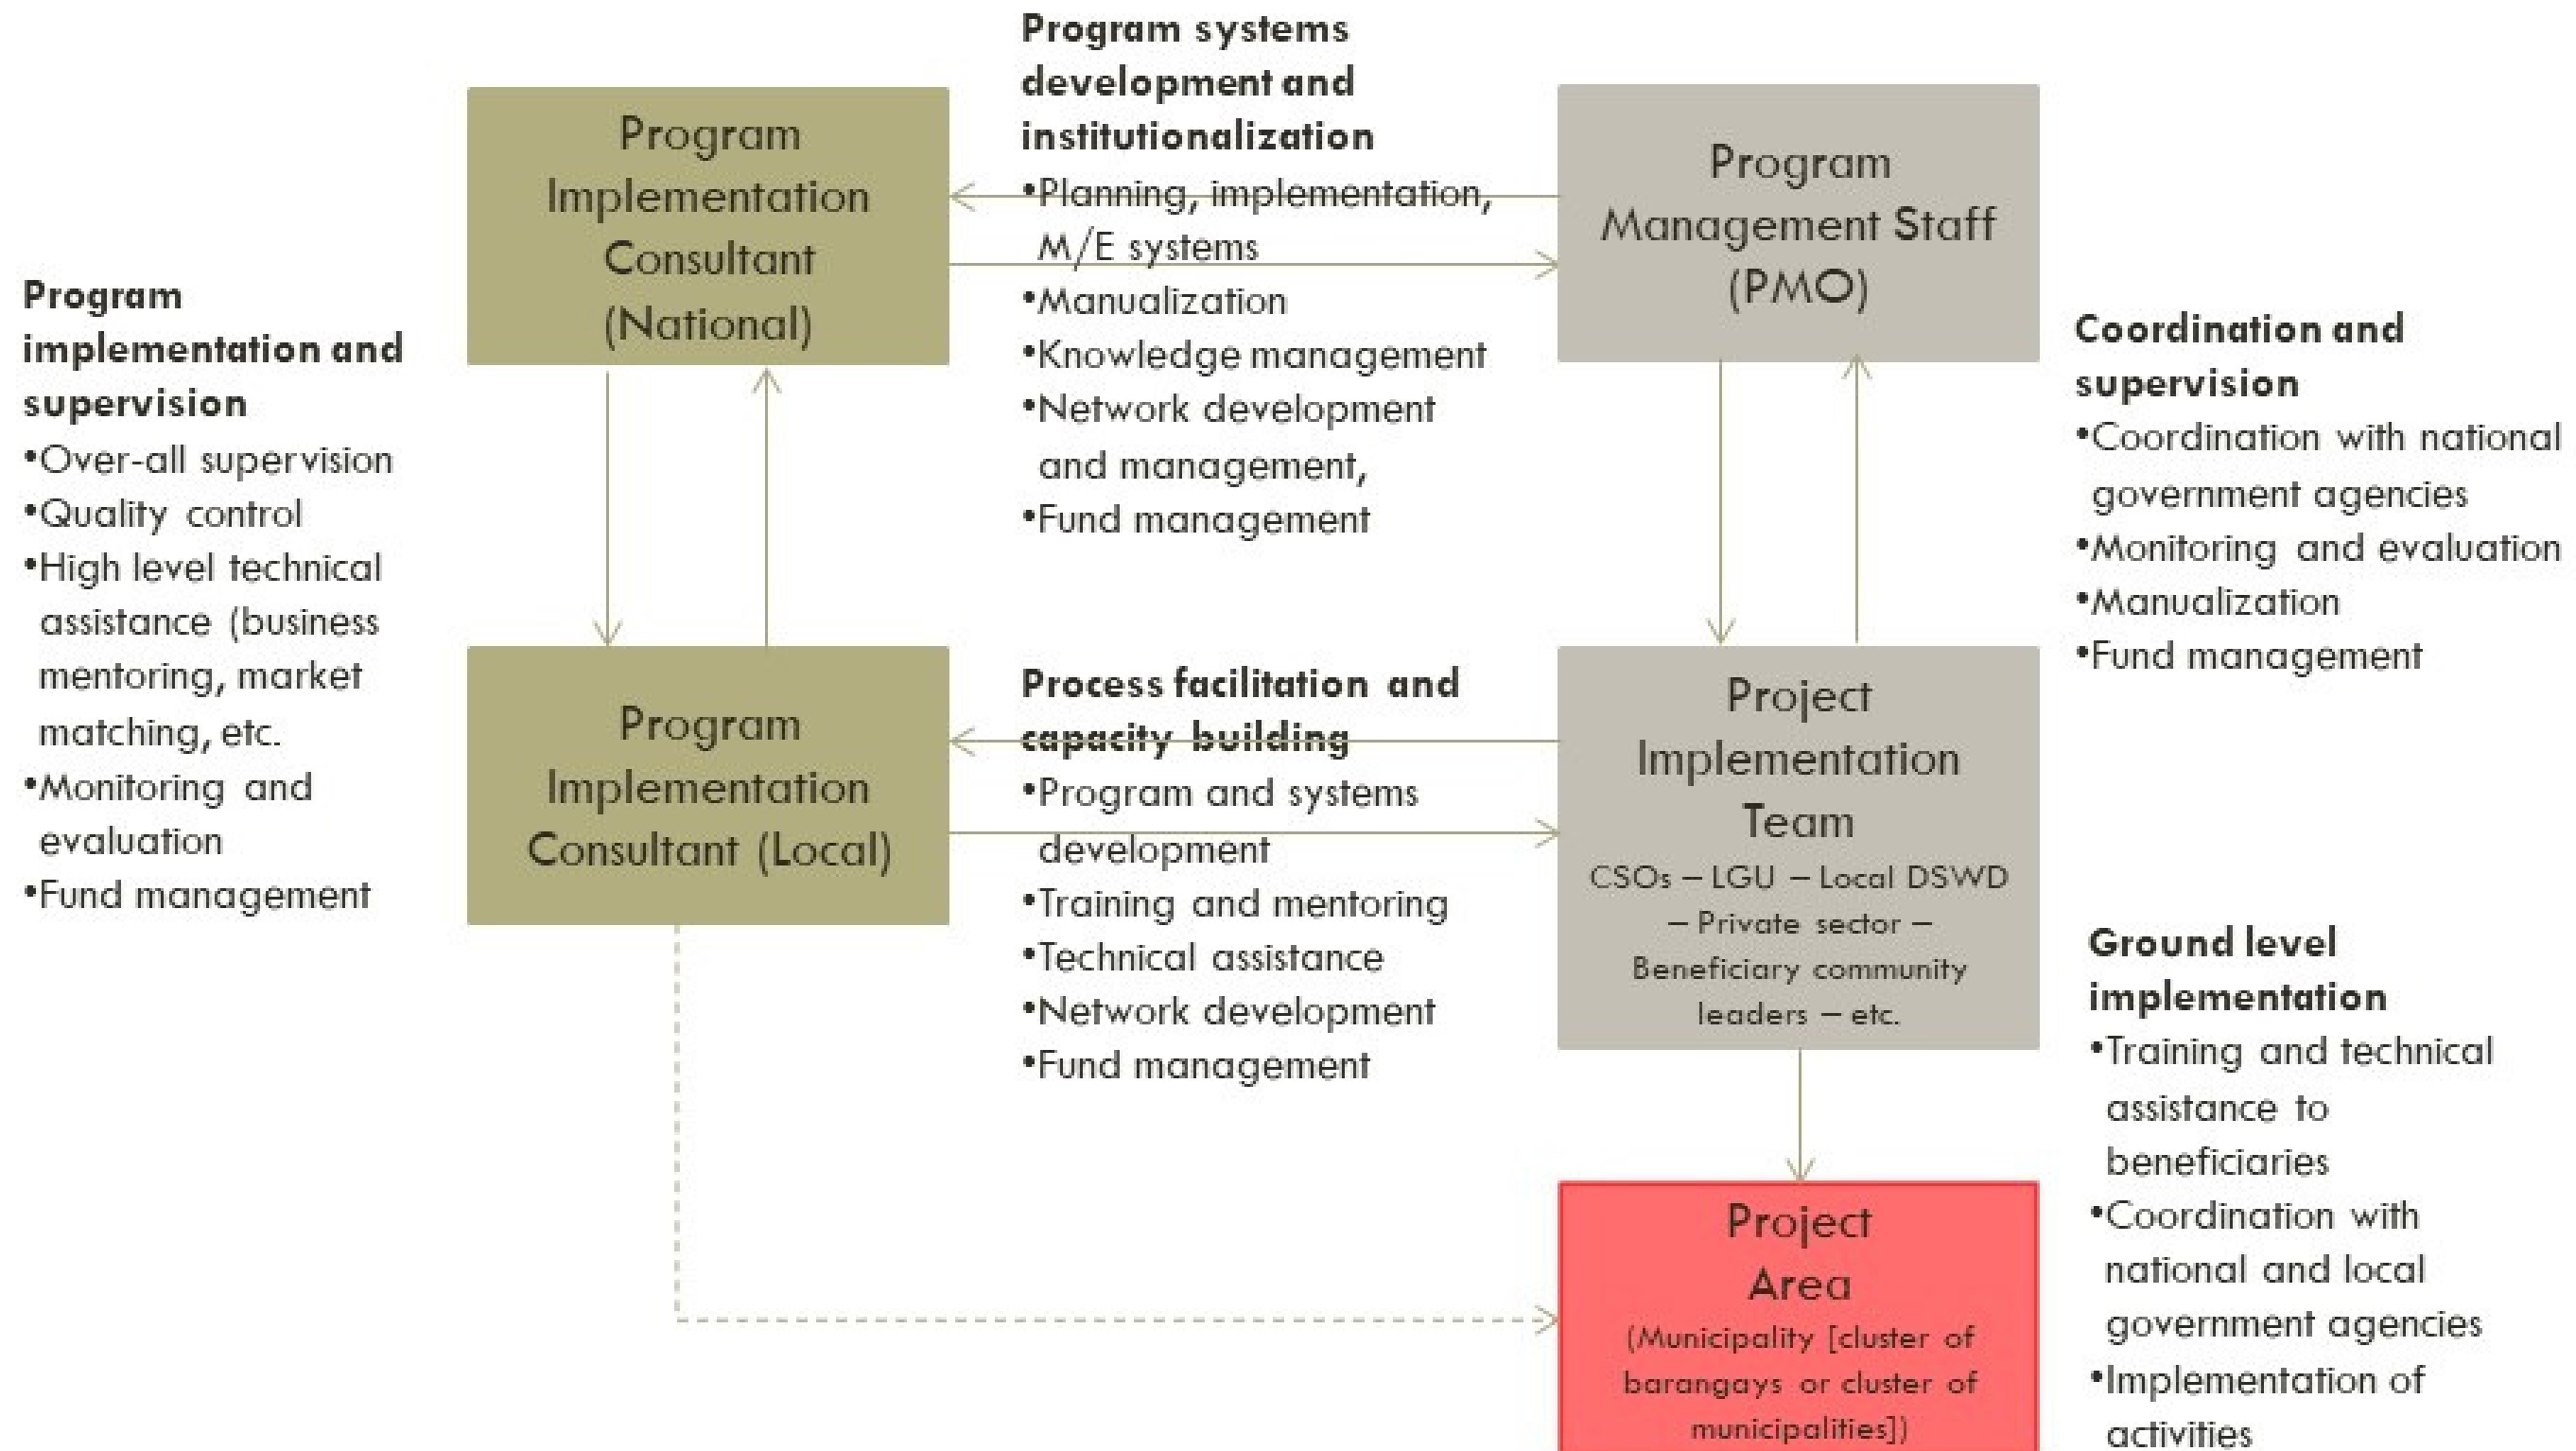 Program systems
development and
institutionalization
•Planning, implementation,
M/E systems
•Manualization
•Knowledge management
•Network development
and management,
•Fund management
Program
Implementation
Consultant
(National)
Program
Management Staff
(PMO)
Program
implementation and
supervision
•Over-all supervision
•Quality control
•High level technical
assistance (business
mentoring, market
matching, etc.
•Monitoring and
evaluation
•Fund management
Coordination and
supervision
•Coordination with national
government agencies
•Monitoring and evaluation
•Manualization
•Fund management
Program
Implementation
Consultant (Local)
Process facilitation and
capacity building
•Program and systems
development
•Training and mentoring
•Technical assistance
•Network development
•Fund management
Project
Implementation
Team
CSOs – LGU – Local DSWD
– Private sector –
Beneficiary community
leaders – etc.
Ground level
implementation
•Training and technical
assistance to
beneficiaries
•Coordination with
national and local
government agencies
•Implementation of
activities
Project
Area
(Municipality [cluster of
barangays or cluster of
municipalities])